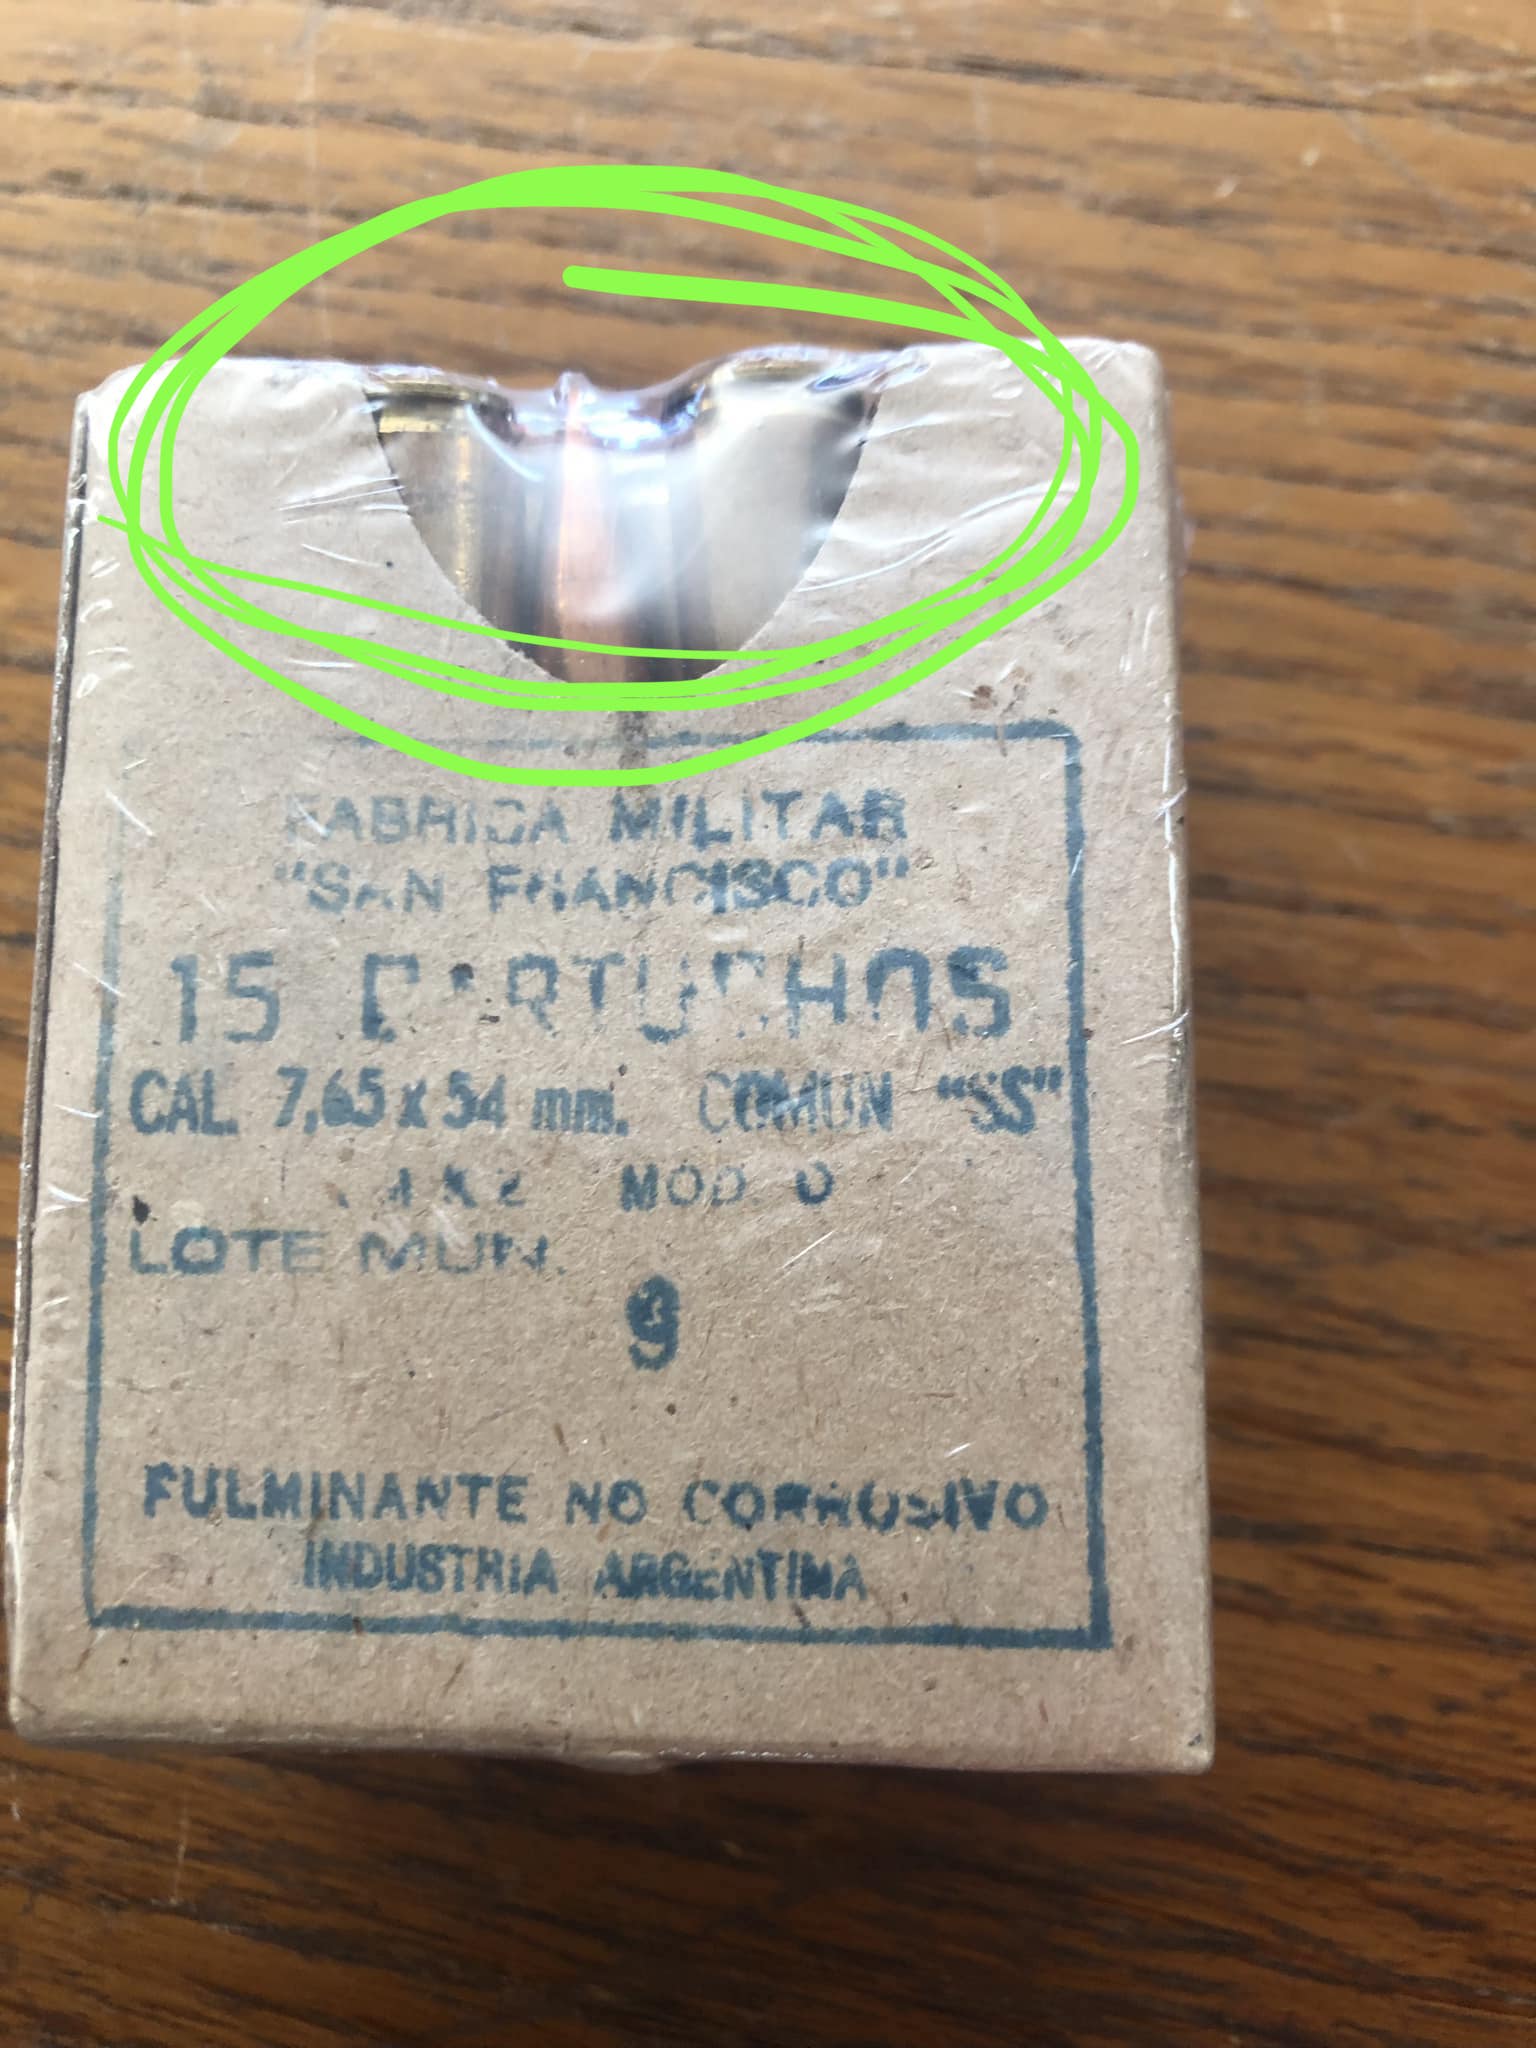 FABRICA MILITAR
"SAN FRANCISCO"
15 CARTUCHOS
CAL. 7,65 x 54 mm. COMUN "SS"
MOD. 0
LOTE MUN.
9
FULMINANTE NO CORROSIVO
INDUSTRIA ARGENTINA